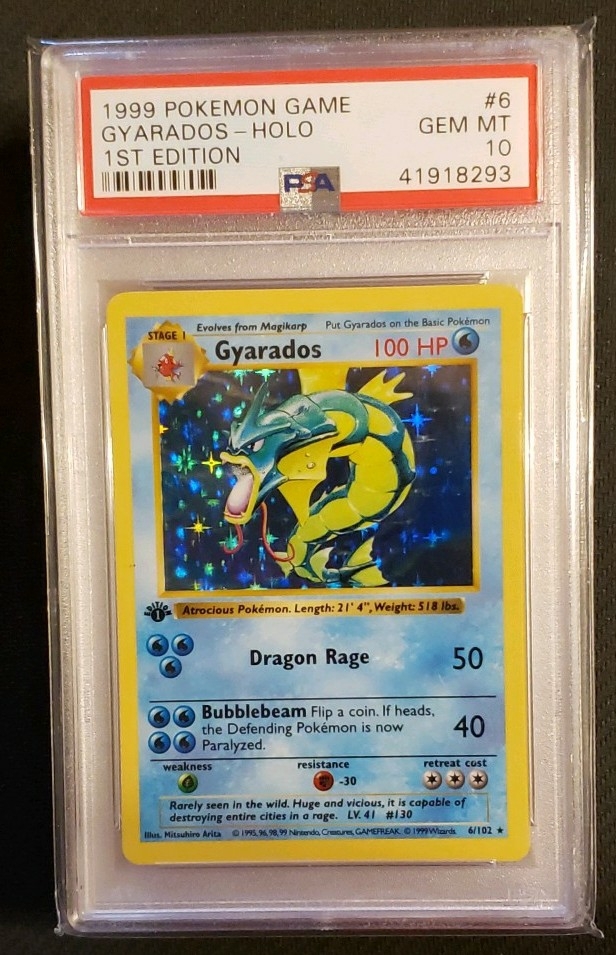 1999 POKEMON GAME #6
GYARADOS - HOLO GEM MT
1ST EDITION 10
PSA 41918293
STAGE 1 Evolves from Magikarp Put Gyarados on the Basic Pokémon
Gyarados 100 HP
EDITION 1
Atrocious Pokémon. Length: 21' 4", Weight: 518 lbs.
Dragon Rage 50
Bubblebeam Flip a coin. If heads,
the Defending Pokémon is now 40
Paralyzed.
weakness resistance retreat cost
-30
Rarely seen in the wild. Huge and vicious, it is capable of
destroying entire cities in a rage. LV. 41 #130
Illus. Mitsuhiro Arita © 1995, 96, 98, 99 Nintendo, Creatures, GAMEFREAK. © 1999 Wizards. 6/102 ★